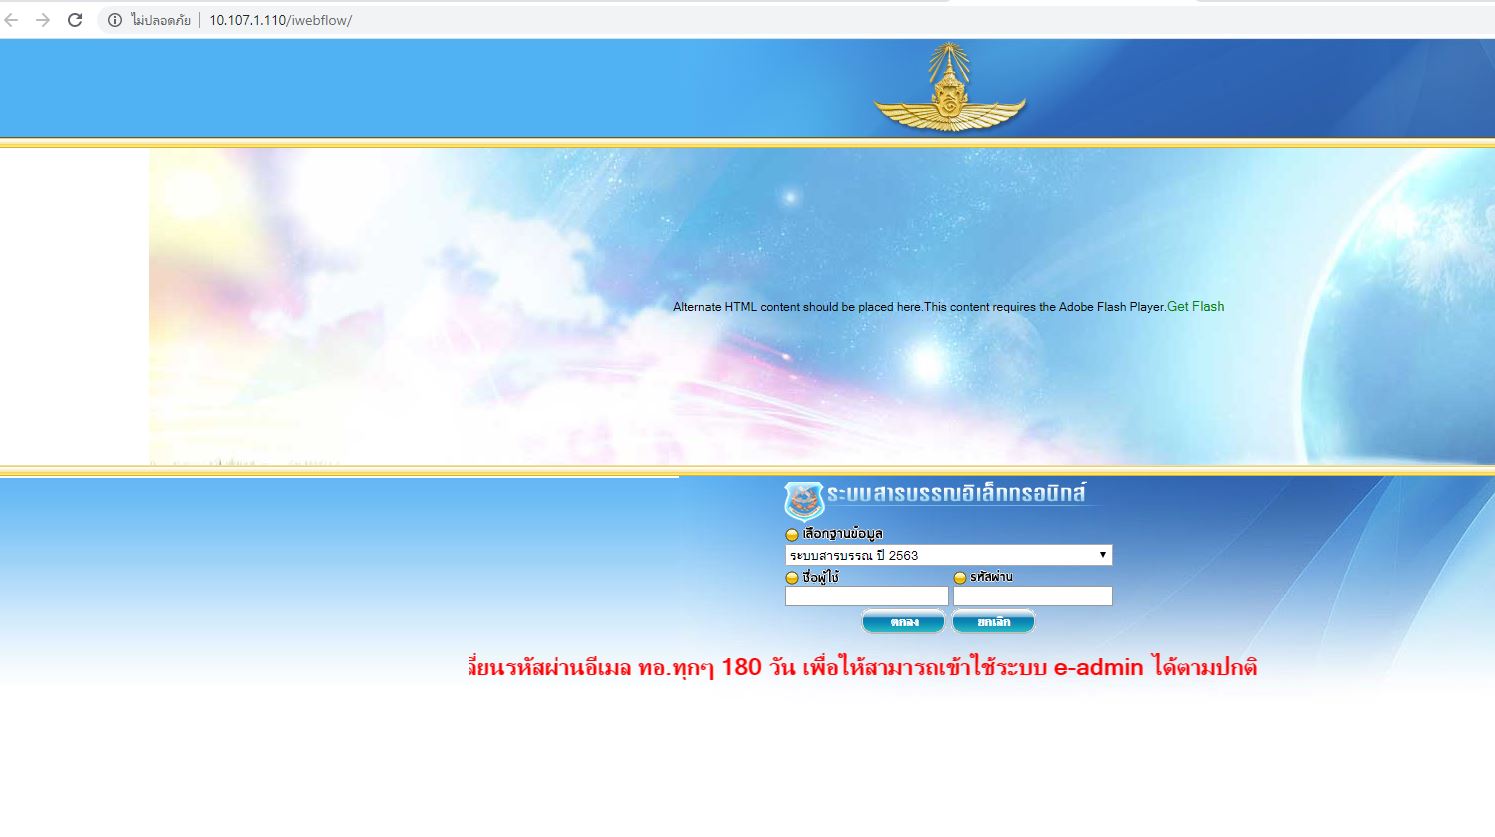 ไม่ปลอดภัย 10.107.1.110/iwebflow/
Alternate HTML content should be placed here.This content requires the Adobe Flash Player.Get Flash
ระบบสารบรรณอิเล็กทรอนิกส์
เลือกฐานข้อมูล
ระบบสารบรรณ ปี 2563
ชื่อผู้ใช้ รหัสผ่าน
ตกลง ยกเลิก
ลี่ยนรหัสผ่านอีเมล ทอ.ทุกๆ 180 วัน เพื่อให้สามารถเข้าใช้ระบบ e-admin ได้ตามปกติ